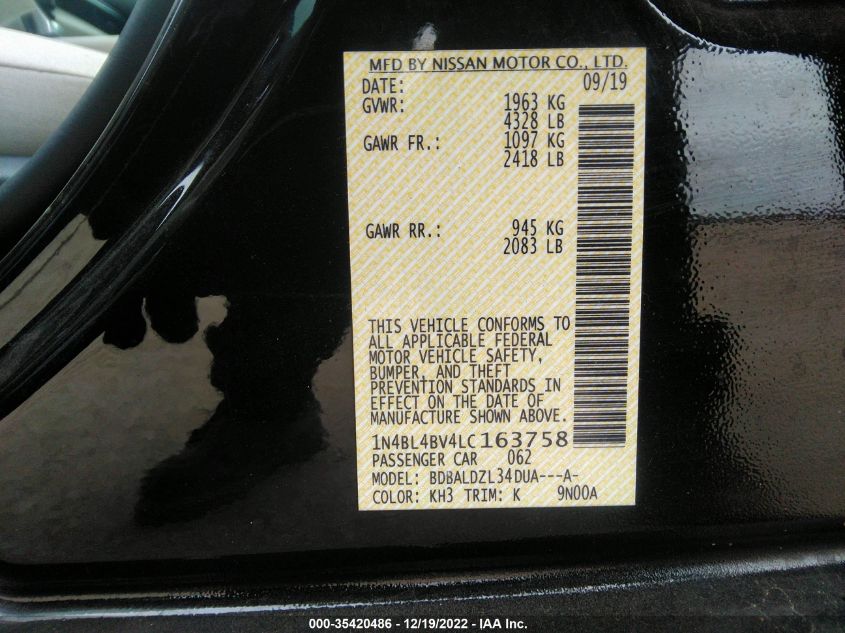 MFD BY NISSAN MOTOR CO., LTD.
DATE: 09/19
GVWR: 1963 KG
4328 LB
GAWR FR.: 1097 KG
2418 LB
GAWR RR.: 945 KG
2083 LB
THIS VEHICLE CONFORMS TO
ALL APPLICABLE FEDERAL
MOTOR VEHICLE SAFETY,
BUMPER, AND THEFT
PREVENTION STANDARDS IN
EFFECT ON THE DATE OF
MANUFACTURE SHOWN ABOVE.
1N4BL4BV4LC163758
PASSENGER CAR 062
MODEL: BDBALDZL34DUA---A-
COLOR: KH3 TRIM: K 9N00A
000-35420486 - 12/19/2022 - IAA Inc.